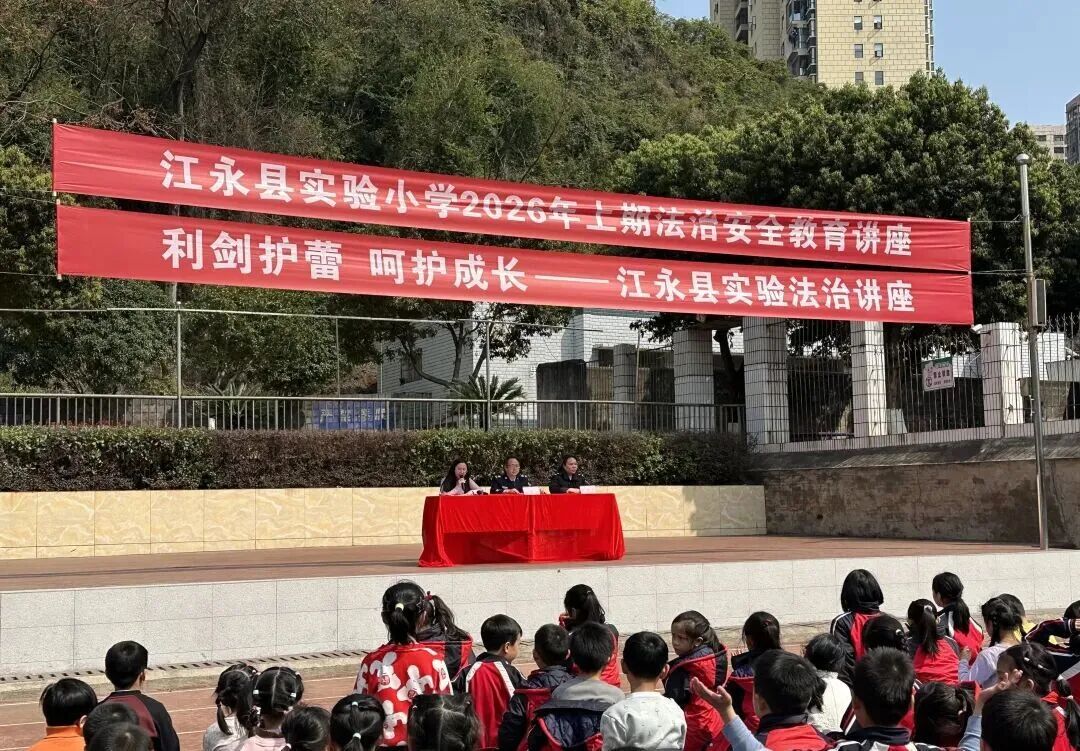 江永县实验小学2026年上期法治安全教育讲座
利剑护蕾 呵护成长——江永县实验法治讲座